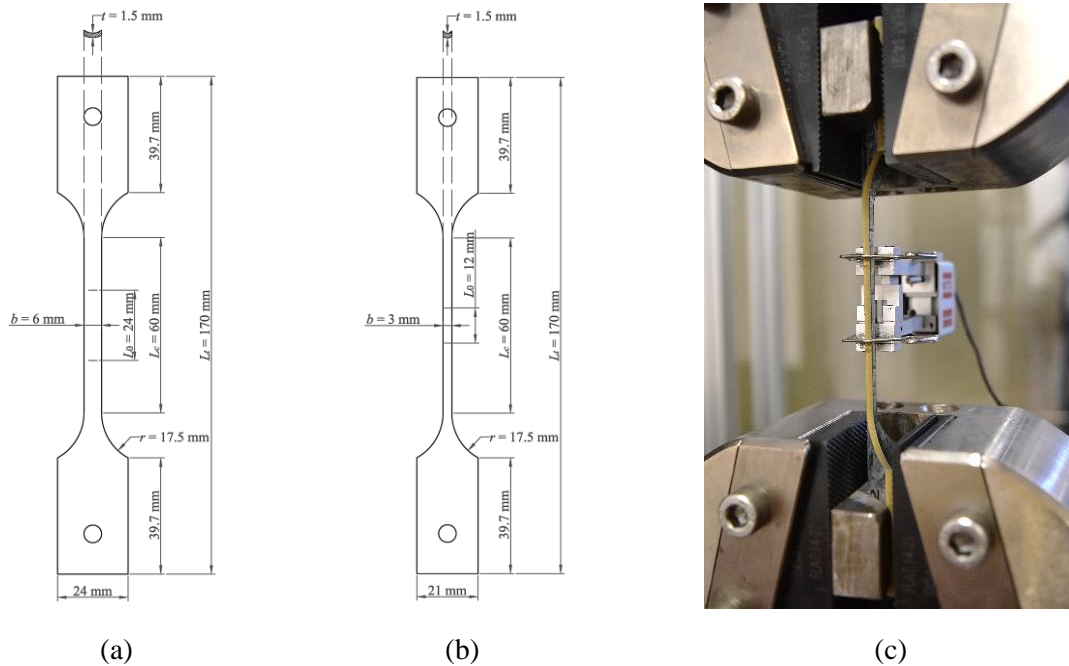 t = 1.5 mm
39.7 mm
b = 6 mm
L0 = 24 mm
Lc = 60 mm
Lt = 170 mm
r = 17.5 mm
39.7 mm
24 mm
(a)
t = 1.5 mm
39.7 mm
L0 = 12 mm
b = 3 mm
Lc = 60 mm
Lt = 170 mm
r = 17.5 mm
39.7 mm
21 mm
(b)
(c)